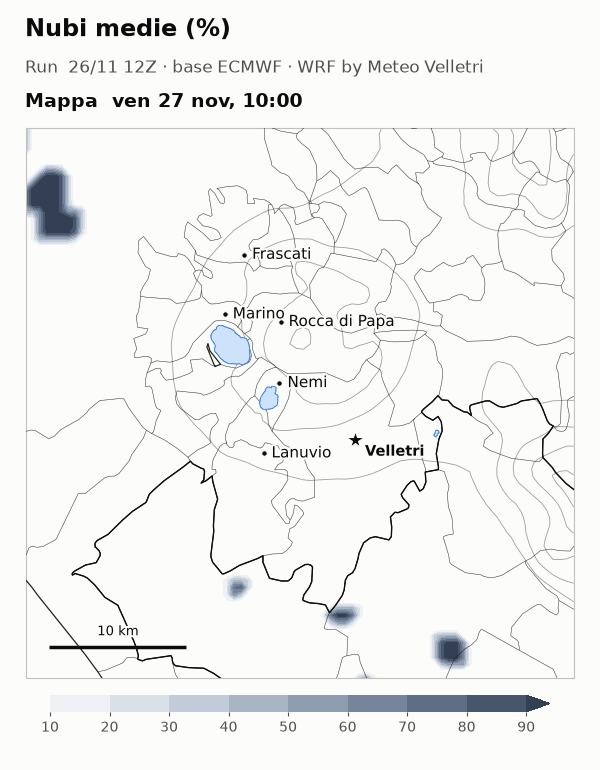 Nubi medie (%)
Run  26/11 12Z · base ECMWF · WRF by Meteo Velletri
Mappa  ven 27 nov, 10:00
Frascati
Marino
Rocca di Papa
Nemi
Velletri
Lanuvio
10 km
10 20 30 40 50 60 70 80 90